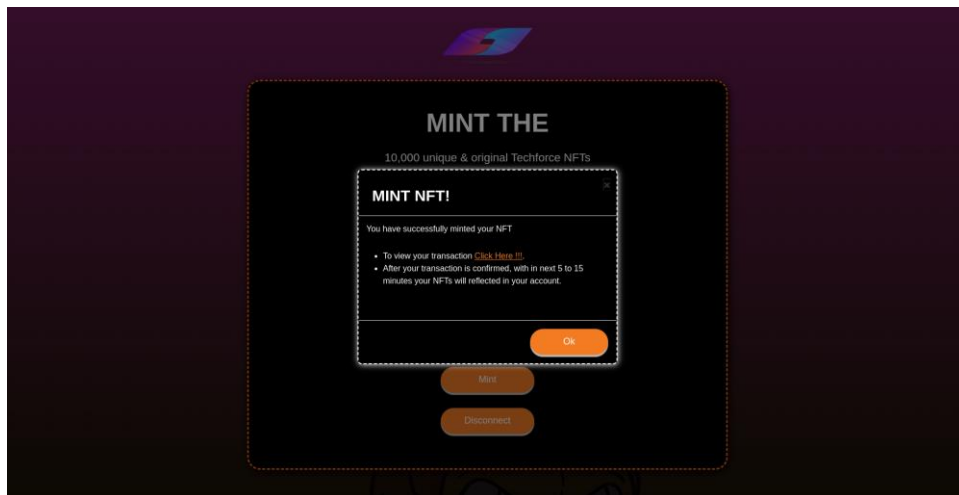 MINT THE
10,000 unique & original Techforce NFTs
MINT NFT!
×
You have successfully minted your NFT
• To view your transaction Click Here !!!.
• After your transaction is confirmed, with in next 5 to 15
minutes your NFTs will reflected in your account.
Ok
Mint
Disconnect